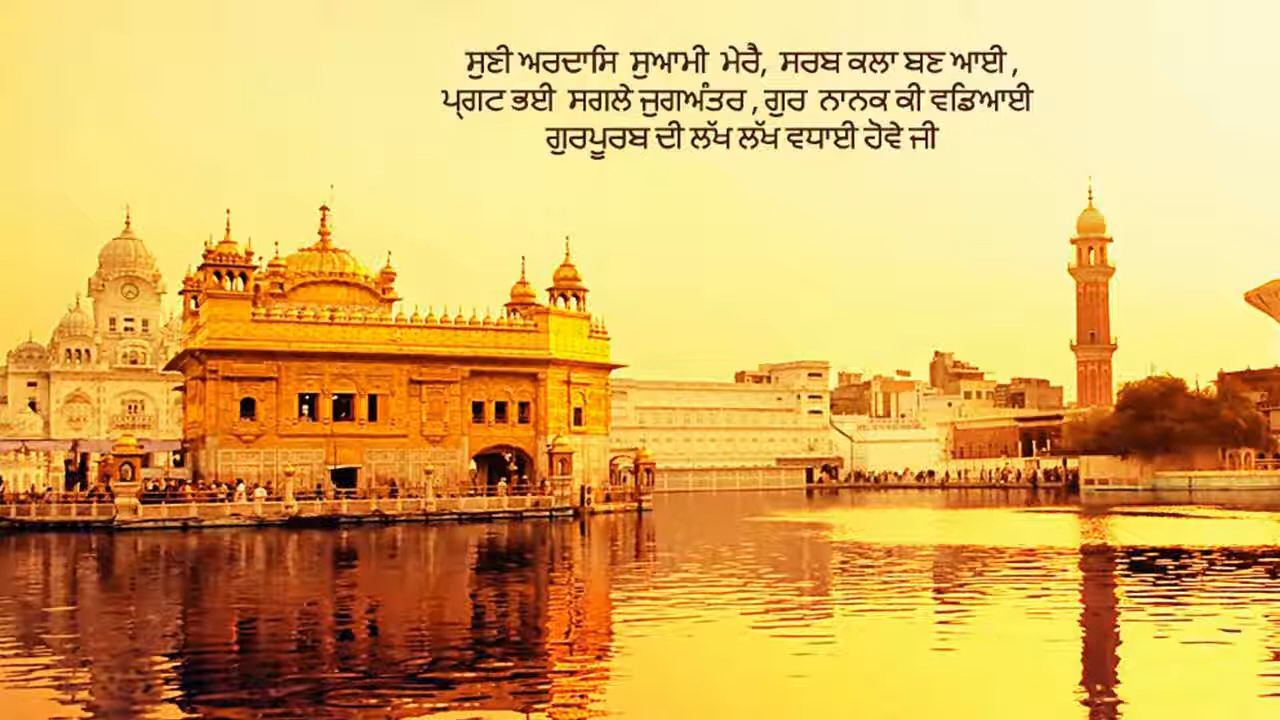 ਸੁਣੀ ਅਰਦਾਸਿ ਸੁਆਮੀ ਮੇਰੈ, ਸਰਬ ਕਲਾ ਬਣ ਆਈ ,
ਪ੍ਰਗਟ ਭਈ ਸਗਲੇ ਜੁਗਅੰਤਰ , ਗੁਰ ਨਾਨਕ ਕੀ ਵਡਿਆਈ
ਗੁਰਪੂਰਬ ਦੀ ਲੱਖ ਲੱਖ ਵਧਾਈ ਹੋਵੇ ਜੀ